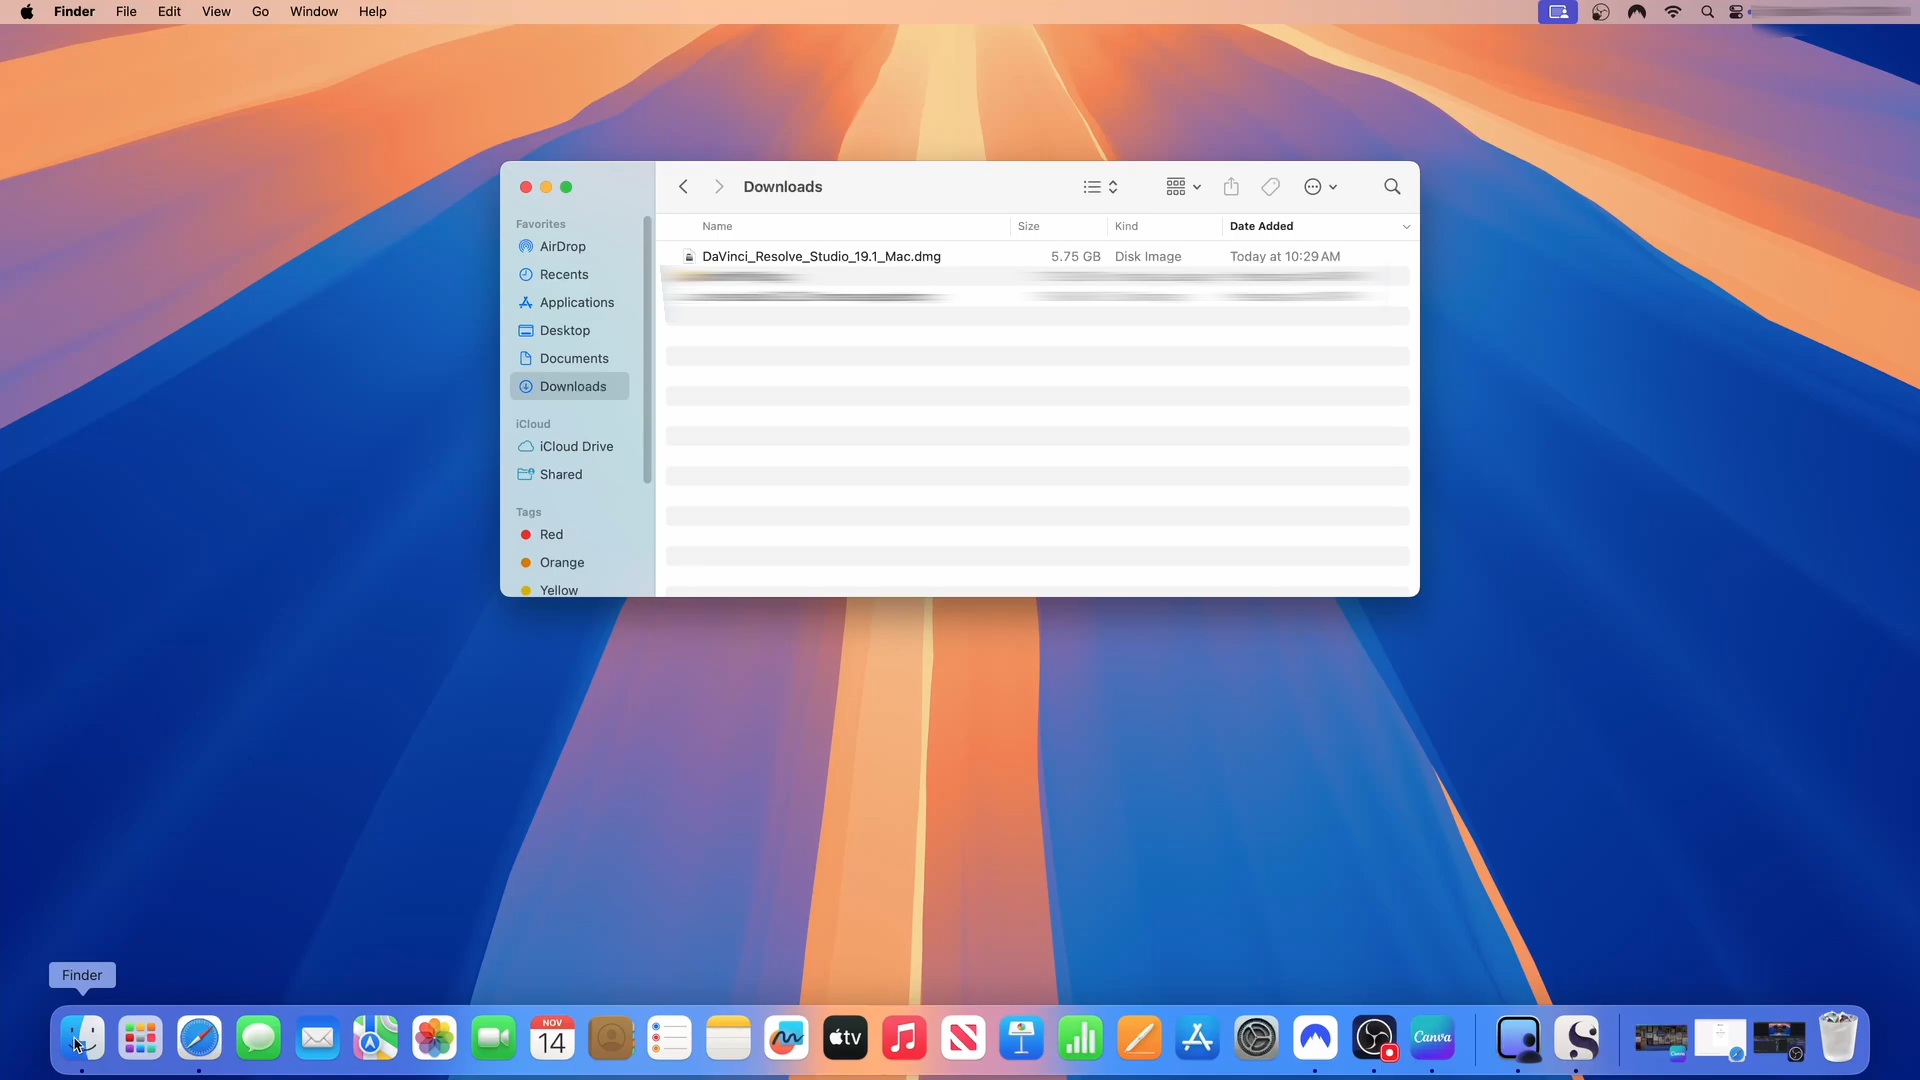 Finder File Edit View Go Window Help
Downloads
Favorites
AirDrop
Recents
Applications
Desktop
Documents
Downloads
iCloud
iCloud Drive
Shared
Tags
Red
Orange
Yellow
Name Size Kind Date Added
DaVinci_Resolve_Studio_19.1_Mac.dmg 5.75 GB Disk Image Today at 10:29 AM
Finder
NOV
14
tv
Canva